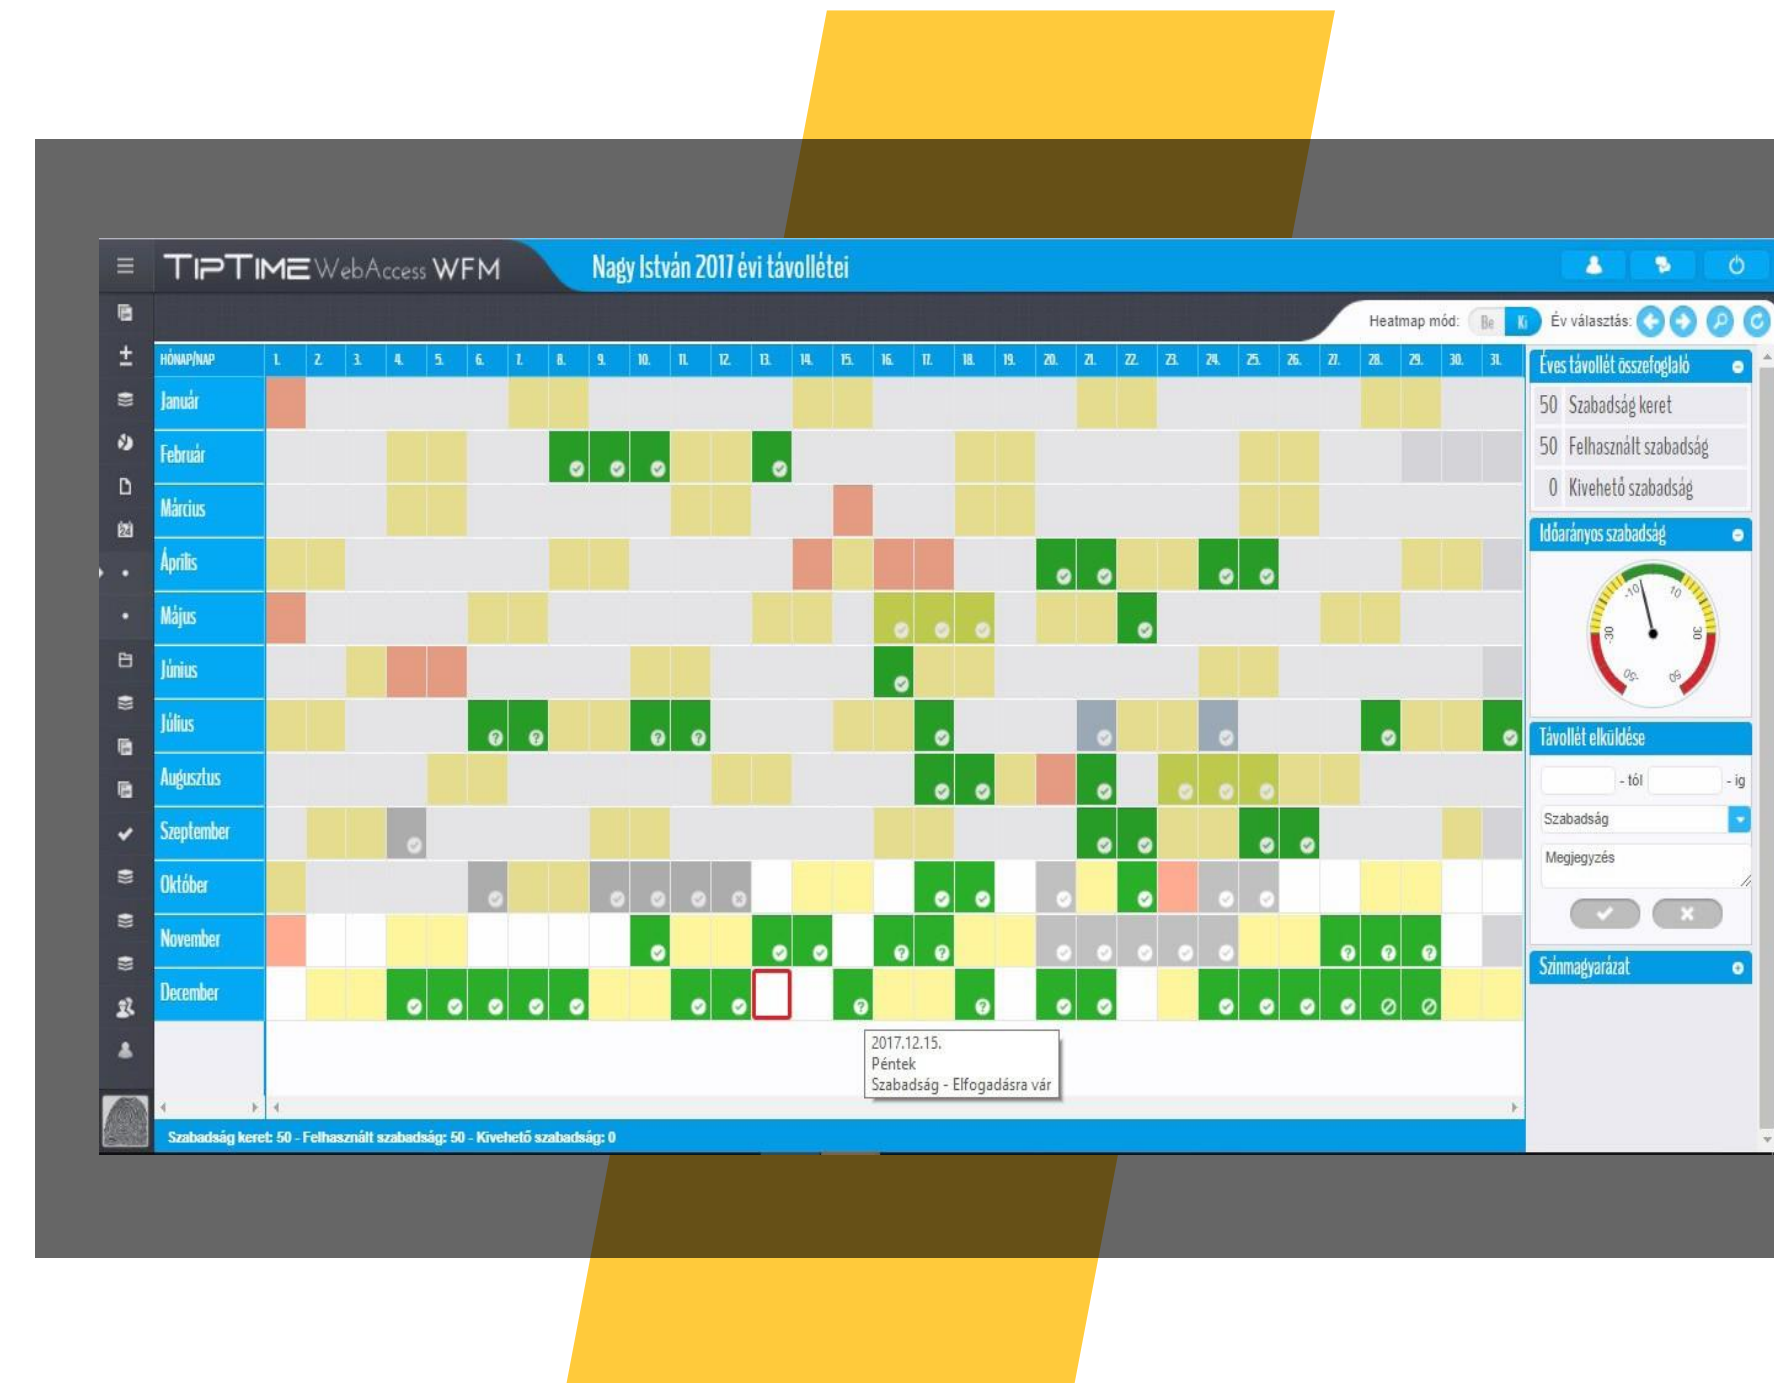 TIPTIME WebAccess WFM
Nagy István 2017 évi távollétei
Heatmap mód: Be Ki Év választás:
HÓNAP/NAP 1. 2. 3. 4. 5. 6. 7. 8. 9. 10. 11. 12. 13. 14. 15. 16. 17. 18. 19. 20. 21. 22. 23. 24. 25. 26. 27. 28. 29. 30. 31.
Január
Február
Március
Április
Május
Június
Július
Augusztus
Szeptember
Október
November
December
2017.12.15.
Péntek
Szabadság - Elfogadásra vár
Szabadság keret: 50 - Felhasznált szabadság: 50 - Kivehető szabadság: 0
Éves távollét összefoglaló
50 Szabadság keret
50 Felhasznált szabadság
0 Kivehető szabadság
Időarányos szabadság
-10 10
-30 30
-50
Távollét elküldése
- tól - ig
Szabadság
Megjegyzés
Színmagyarázat